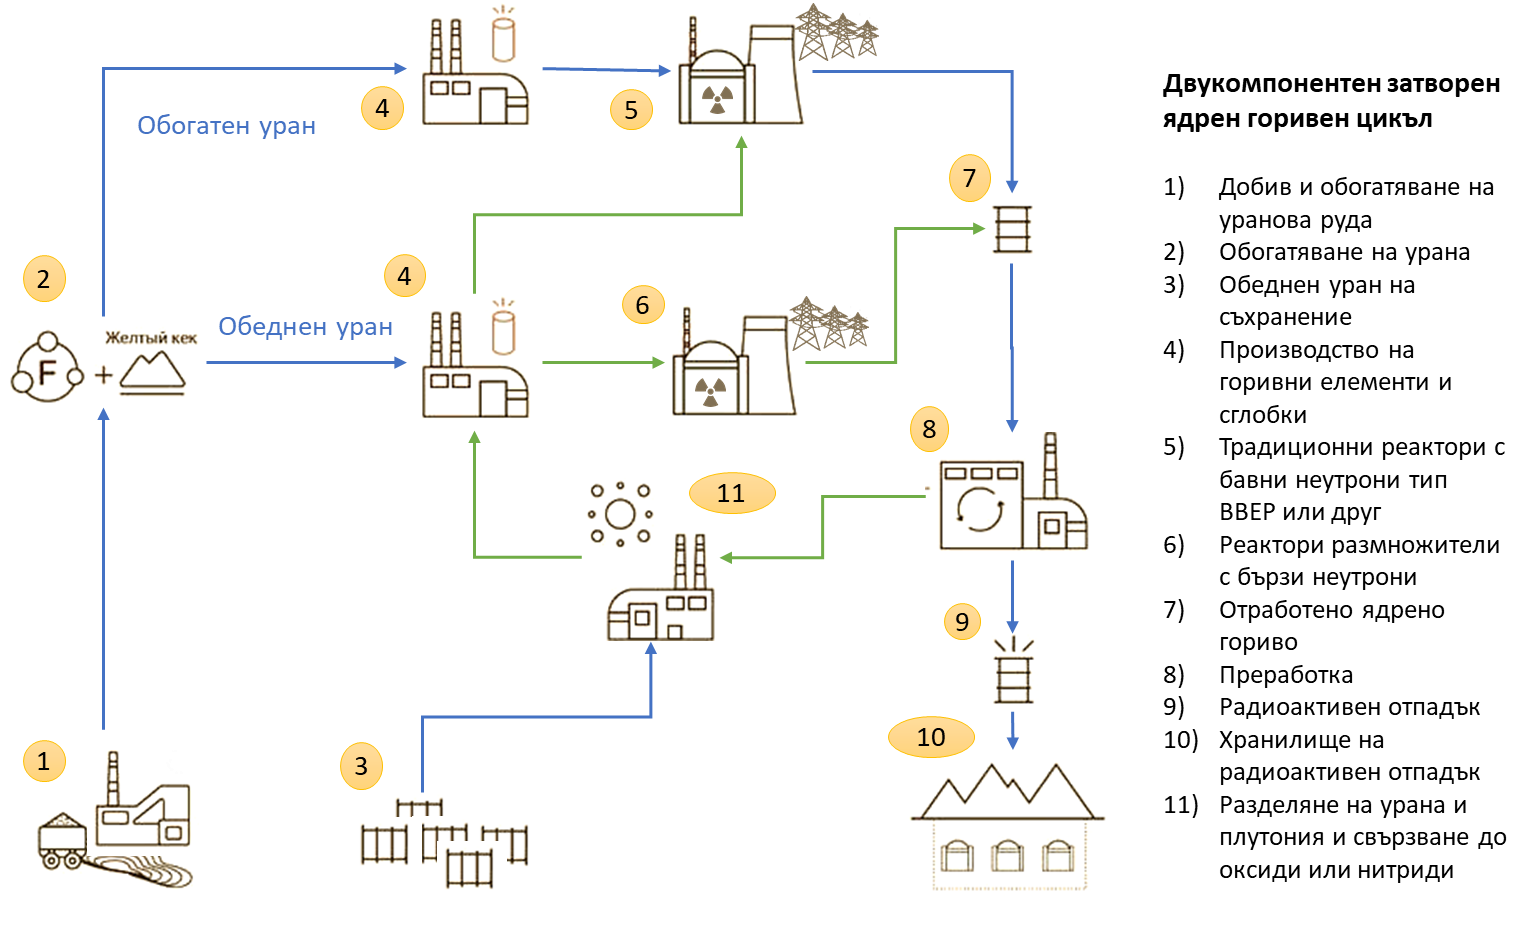 Двукомпонентен затворен
ядрен горивен цикъл
1) Добив и обогатяване на
уранова руда
2) Обогатяване на урана
3) Обеднен уран на
съхранение
4) Производство на
горивни елементи и
сглобки
5) Традиционни реактори с
бавни неутрони тип
ВВЕР или друг
6) Реактори размножители
с бързи неутрони
7) Отработено ядрено
гориво
8) Преработка
9) Радиоактивен отпадък
10) Хранилище на
радиоактивен отпадък
11) Разделяне на урана и
плутония и свързване до
оксиди или нитриди
4
5
Обогатен уран
7
2
4
6
Обеднен уран
Желтый кек
F
+
8
11
9
10
1
3